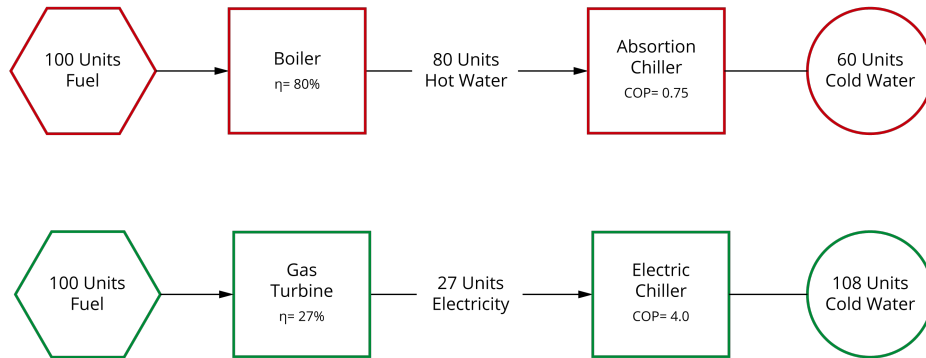 100 Units
Fuel
Boiler
η= 80%
80 Units
Hot Water
Absortion
Chiller
COP= 0.75
60 Units
Cold Water
100 Units
Fuel
Gas
Turbine
η= 27%
27 Units
Electricity
Electric
Chiller
COP= 4.0
108 Units
Cold Water